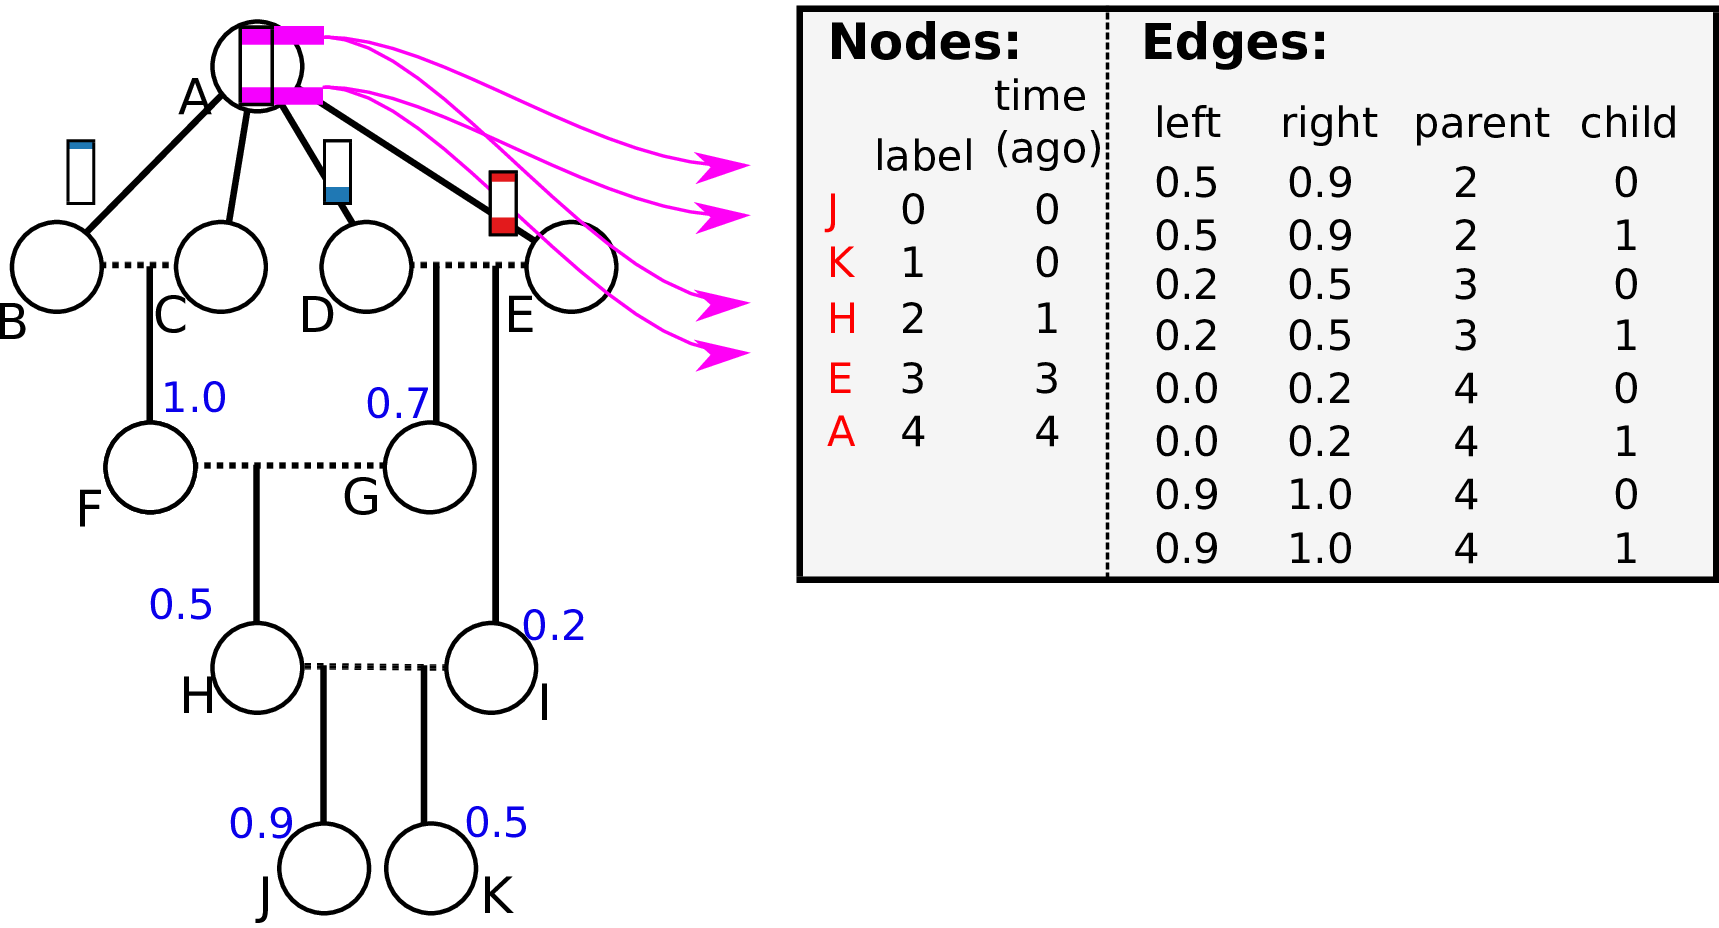 A
B
C
D
E
1.0
0.7
F
G
0.5
0.2
H
I
0.9
0.5
J
K
Nodes:
label
time
(ago)
J 0 0
K 1 0
H 2 1
E 3 3
A 4 4
Edges:
left right parent child
0.5 0.9 2 0
0.5 0.9 2 1
0.2 0.5 3 0
0.2 0.5 3 1
0.0 0.2 4 0
0.0 0.2 4 1
0.9 1.0 4 0
0.9 1.0 4 1